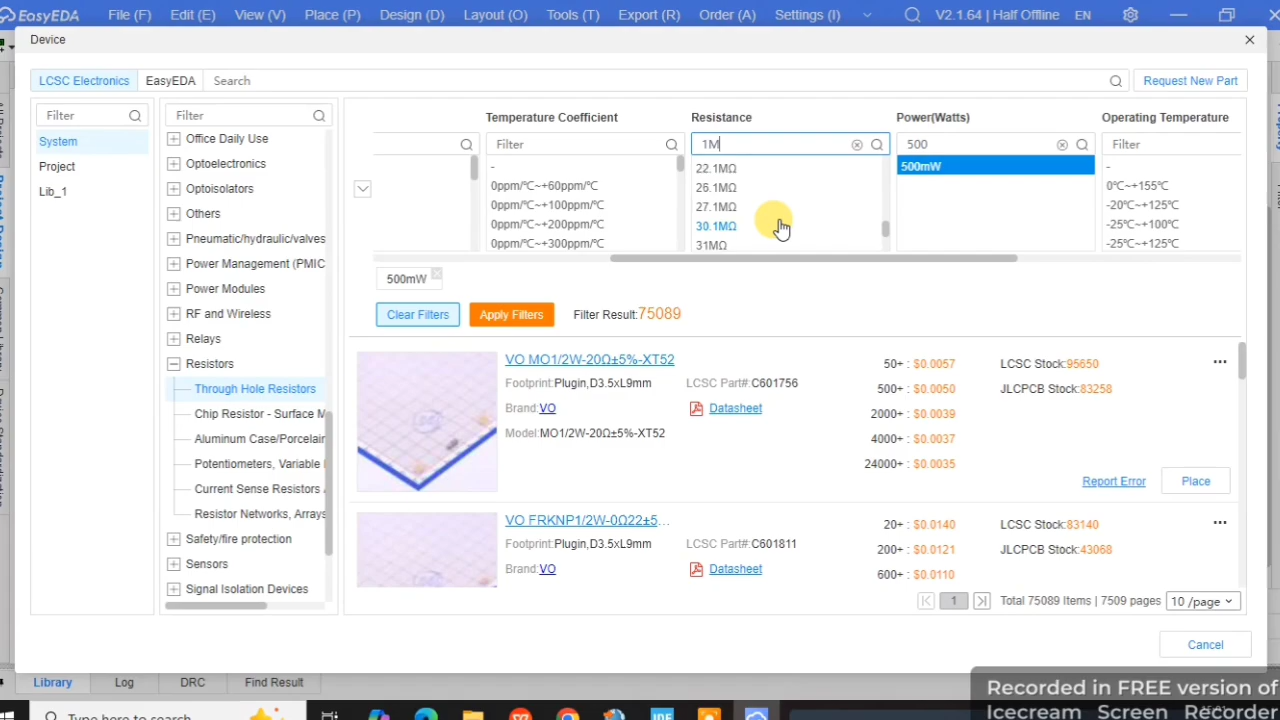 EasyEDA File (F) Edit (E) View (V) Place (P) Design (D) Layout (O) Tools (T) Export (R) Order (A) Settings (I) V2.1.64 | Half Offline EN
Device
LCSC Electronics EasyEDA Search Request New Part
Filter Filter Temperature Coefficient Resistance Power(Watts) Operating Temperature
System Office Daily Use Filter 1M 500 Filter
Project Optoelectronics - 22.1MΩ 500mW -
Lib_1 Optoisolators 0ppm/℃~+60ppm/℃ 26.1MΩ 0℃~+155℃
Others 0ppm/℃~+100ppm/℃ 27.1MΩ -20℃~+125℃
Pneumatic/hydraulic/valves 0ppm/℃~+200ppm/℃ 30.1MΩ -25℃~+100℃
Power Management (PMIC 0ppm/℃~+300ppm/℃ 31MΩ -25℃~+125℃
Power Modules 500mW
RF and Wireless Clear Filters Apply Filters Filter Result:75089
Relays
Resistors VO MO1/2W-20Ω±5%-XT52 50+ : $0.0057 LCSC Stock:95650
Through Hole Resistors Footprint:Plugin,D3.5xL9mm LCSC Part#:C601756 500+ : $0.0050 JLCPCB Stock:83258
Chip Resistor - Surface M Brand:VO Datasheet 2000+ : $0.0039
Aluminum Case/Porcelain Model:MO1/2W-20Ω±5%-XT52 4000+ : $0.0037
Potentiometers, Variable 24000+ : $0.0035
Current Sense Resistors Report Error Place
Resistor Networks, Arrays VO FRKNP1/2W-0Ω22±5... 20+ : $0.0140 LCSC Stock:83140
Safety/fire protection Footprint:Plugin,D3.5xL9mm LCSC Part#:C601811 200+ : $0.0121 JLCPCB Stock:43068
Sensors Brand:VO Datasheet 600+ : $0.0110
Signal Isolation Devices 1 Total 75089 Items | 7509 pages 10 /page
Cancel
Library Log DRC Find Result
Recorded in FREE version of
Icecream Screen Recorder
Type here to search